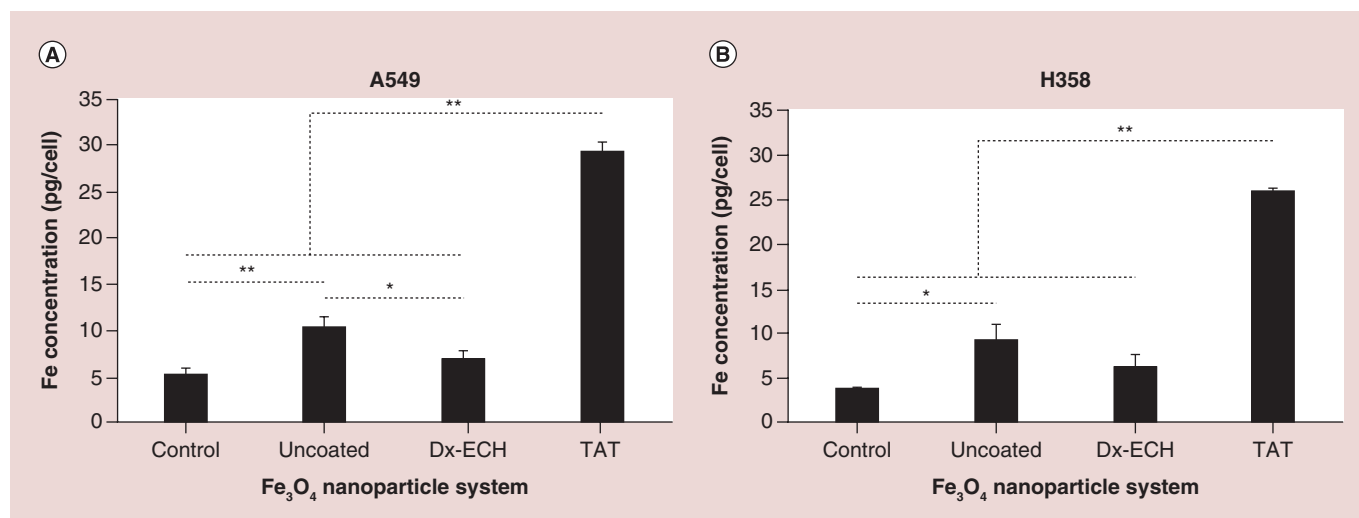 A
A549
Fe concentration (pg/cell)
35
30
25
20
15
10
5
0
**
**
*
Control Uncoated Dx-ECH TAT
Fe₃O₄ nanoparticle system
B
H358
Fe concentration (pg/cell)
35
30
25
20
15
10
5
0
**
*
Control Uncoated Dx-ECH TAT
Fe₃O₄ nanoparticle system